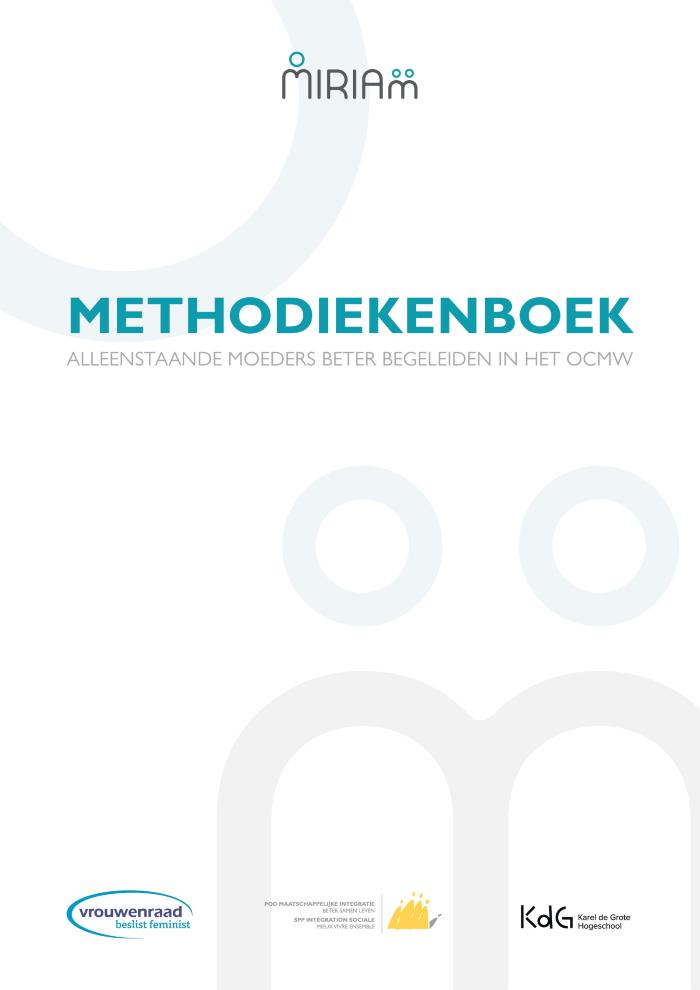 MIRIAM
METHODIEKENBOEK
ALLEENSTAANDE MOEDERS BETER BEGELEIDEN IN HET OCMW
vrouwenraad
beslist feminist
POD MAATSCHAPPELIJKE INTEGRATIE
BETER SAMEN LEVEN
SPP INTÉGRATION SOCIALE
MIEUX VIVRE ENSEMBLE
KdG
Karel de Grote
Hogeschool